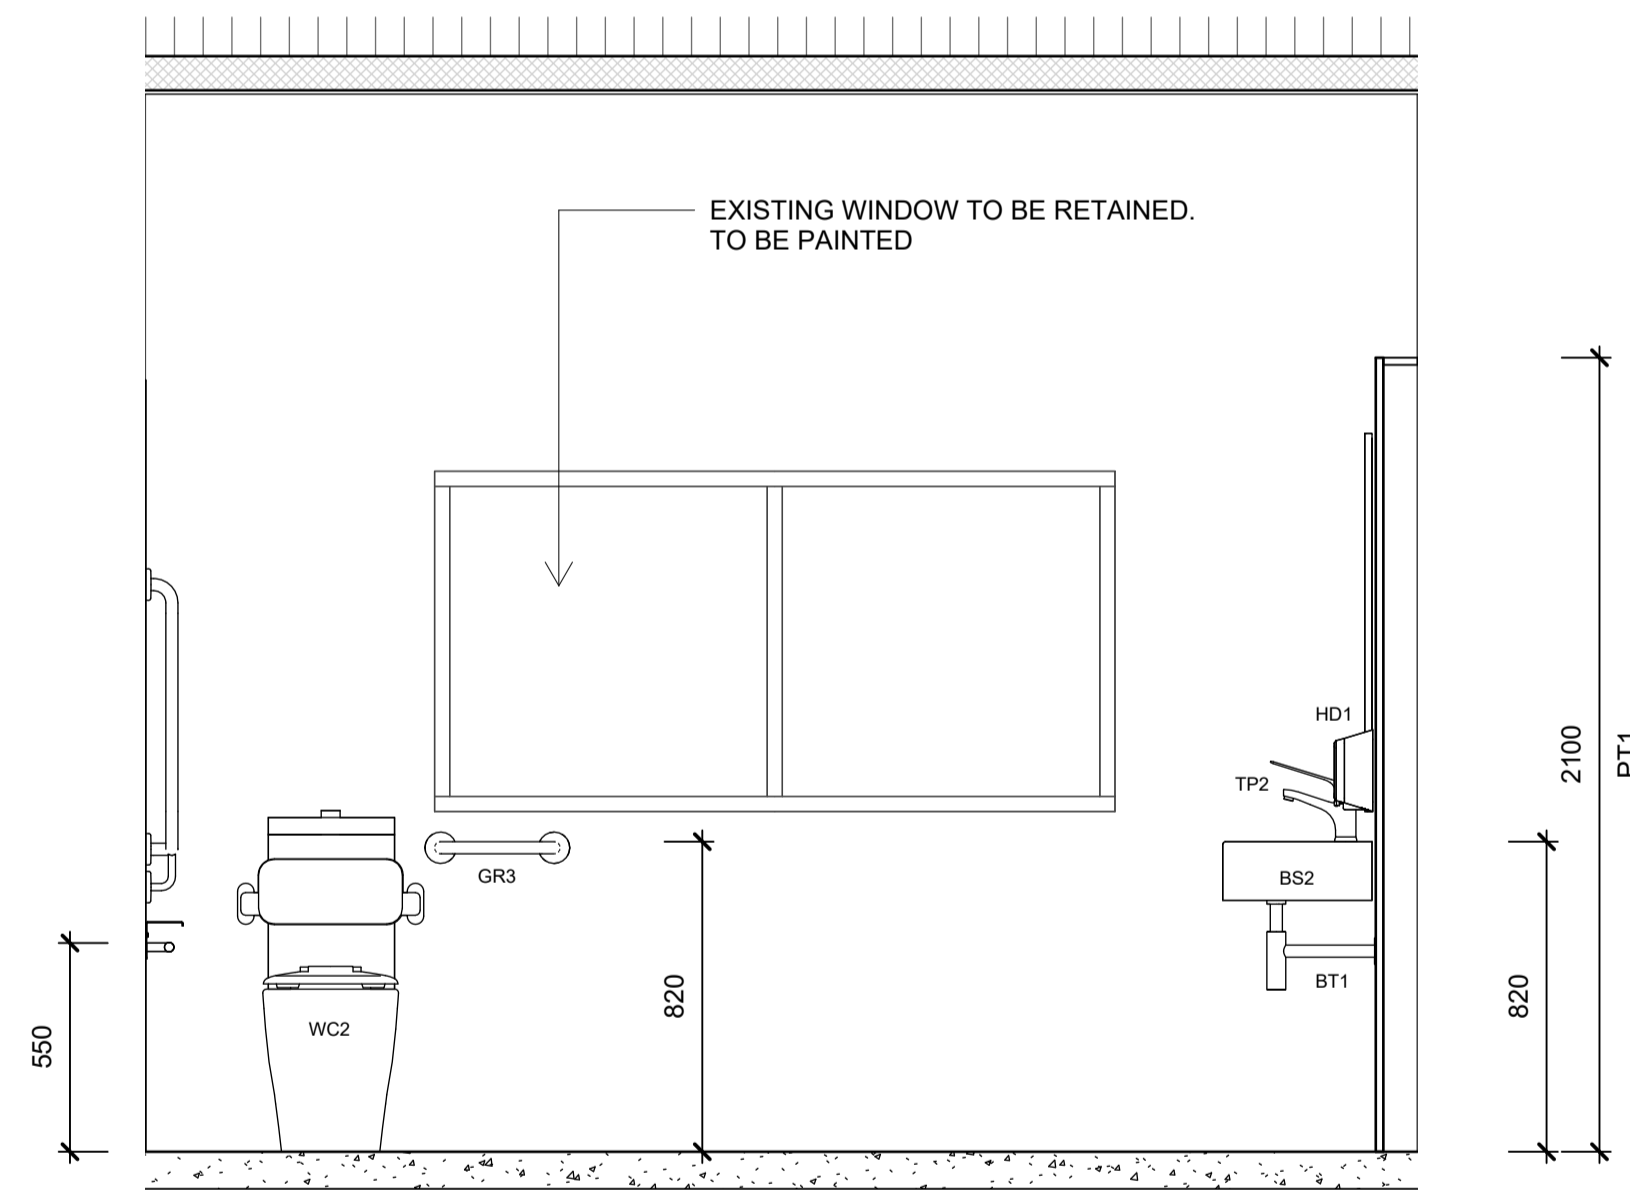 EXISTING WINDOW TO BE RETAINED.
TO BE PAINTED
HD1
TP2
2100
GR3
BS2
BT1
820
820
WC2
550